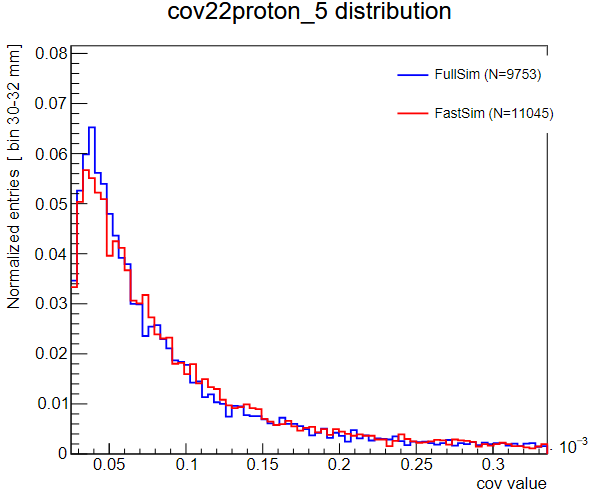 cov22proton_5 distribution
Normalized entries [ bin 30-32 mm]
0.08
0.07
0.06
0.05
0.04
0.03
0.02
0.01
0
FullSim (N=9753)
FastSim (N=11045)
0.05 0.1 0.15 0.2 0.25 0.3
·10⁻³
cov value